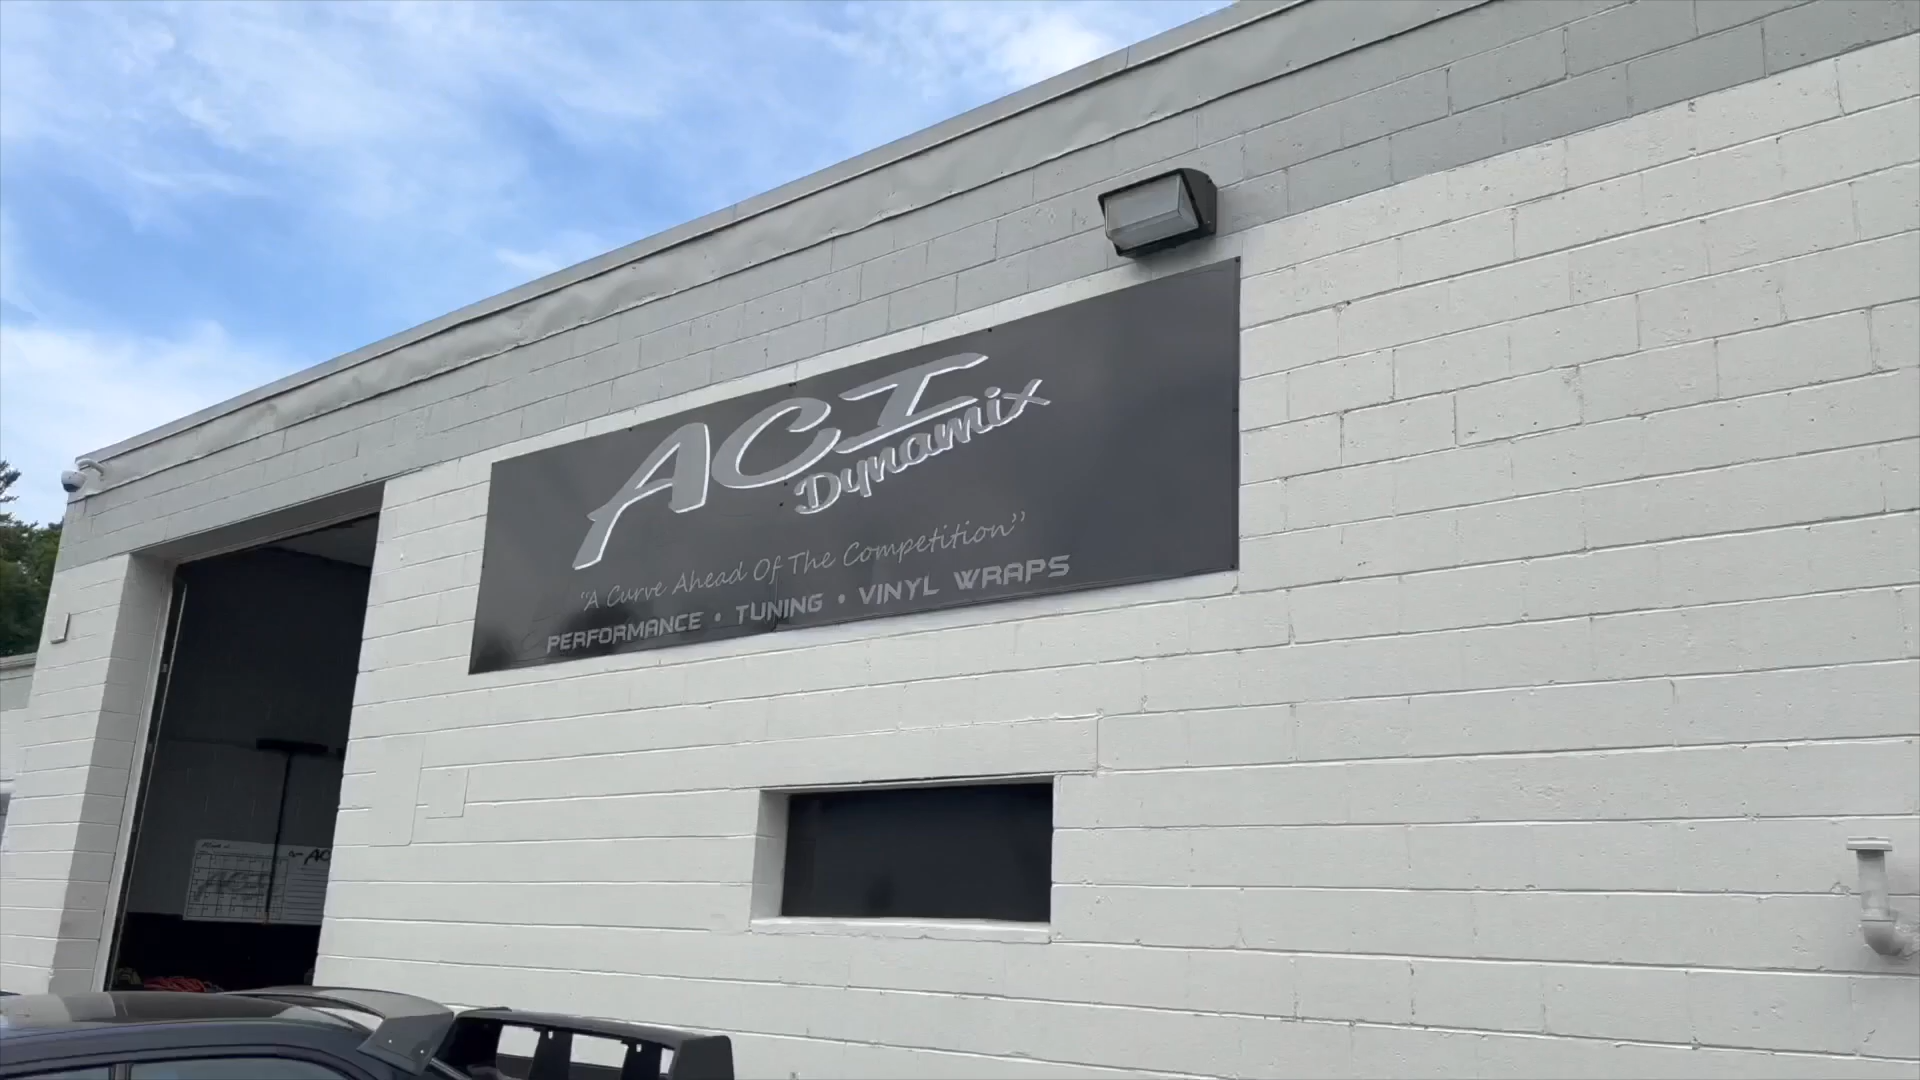 ACI
Dynamix
"A Curve Ahead Of The Competition"
PERFORMANCE • TUNING • VINYL WRAPS